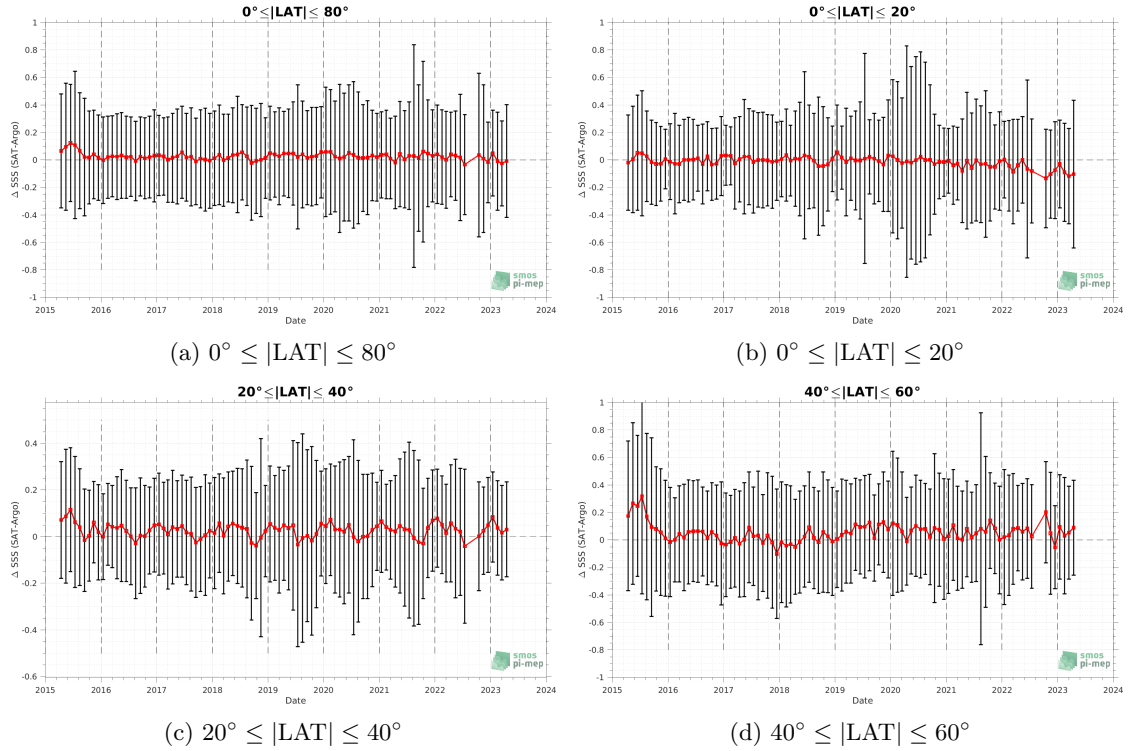 0°≤|LAT|≤ 80°
1
0.8
0.6
0.4
0.2
0
-0.2
-0.4
-0.6
-0.8
-1
Δ SSS (SAT-Argo)
2015 2016 2017 2018 2019 2020 2021 2022 2023 2024
Date
smos
pi-mep
(a) 0° ≤ |LAT| ≤ 80°
0°≤|LAT|≤ 20°
1
0.8
0.6
0.4
0.2
0
-0.2
-0.4
-0.6
-0.8
-1
Δ SSS (SAT-Argo)
2015 2016 2017 2018 2019 2020 2021 2022 2023 2024
Date
smos
pi-mep
(b) 0° ≤ |LAT| ≤ 20°
20°≤|LAT|≤ 40°
0.4
0.2
0
-0.2
-0.4
-0.6
Δ SSS (SAT-Argo)
2015 2016 2017 2018 2019 2020 2021 2022 2023 2024
Date
smos
pi-mep
(c) 20° ≤ |LAT| ≤ 40°
40°≤|LAT|≤ 60°
1
0.8
0.6
0.4
0.2
0
-0.2
-0.4
-0.6
-0.8
-1
Δ SSS (SAT-Argo)
2015 2016 2017 2018 2019 2020 2021 2022 2023 2024
Date
smos
pi-mep
(d) 40° ≤ |LAT| ≤ 60°